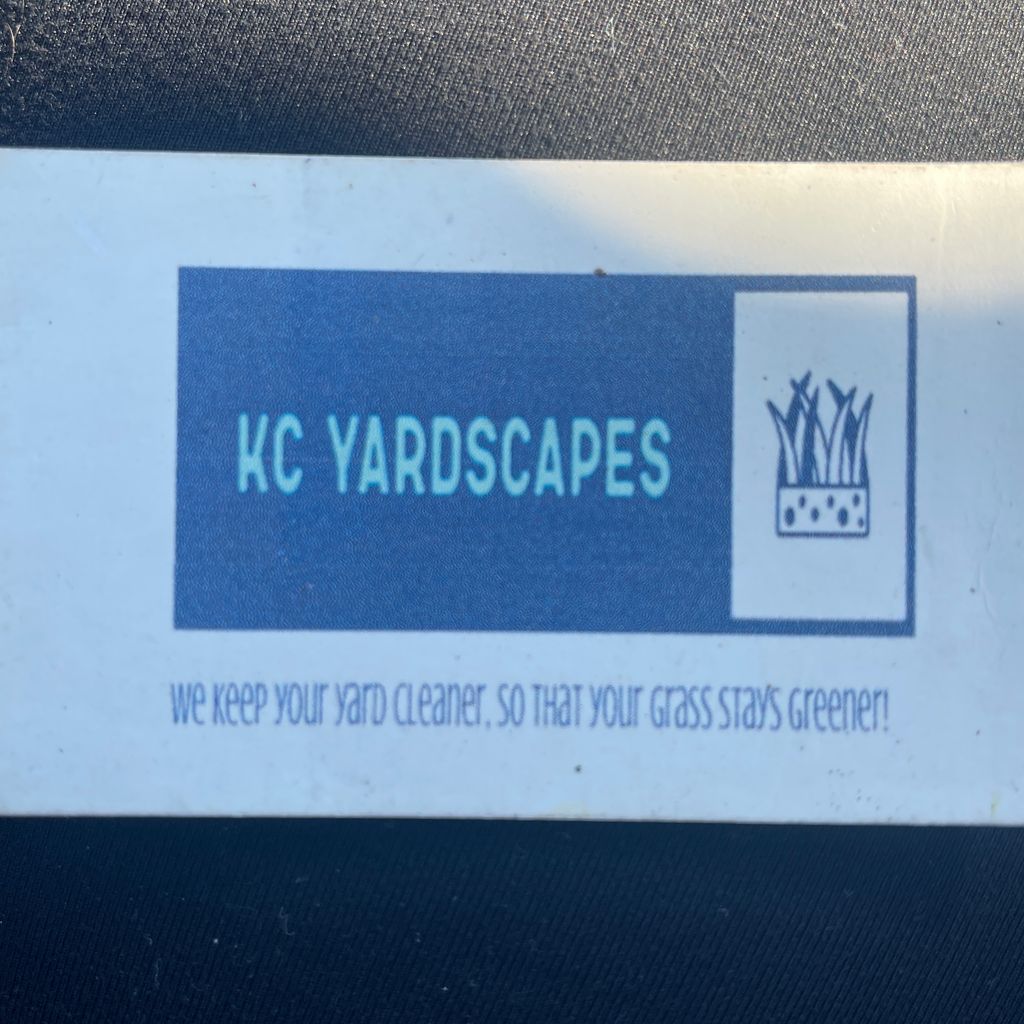 KC YARDSCAPES
We Keep Your Yard Cleaner, So That Your Grass Stays Greener!